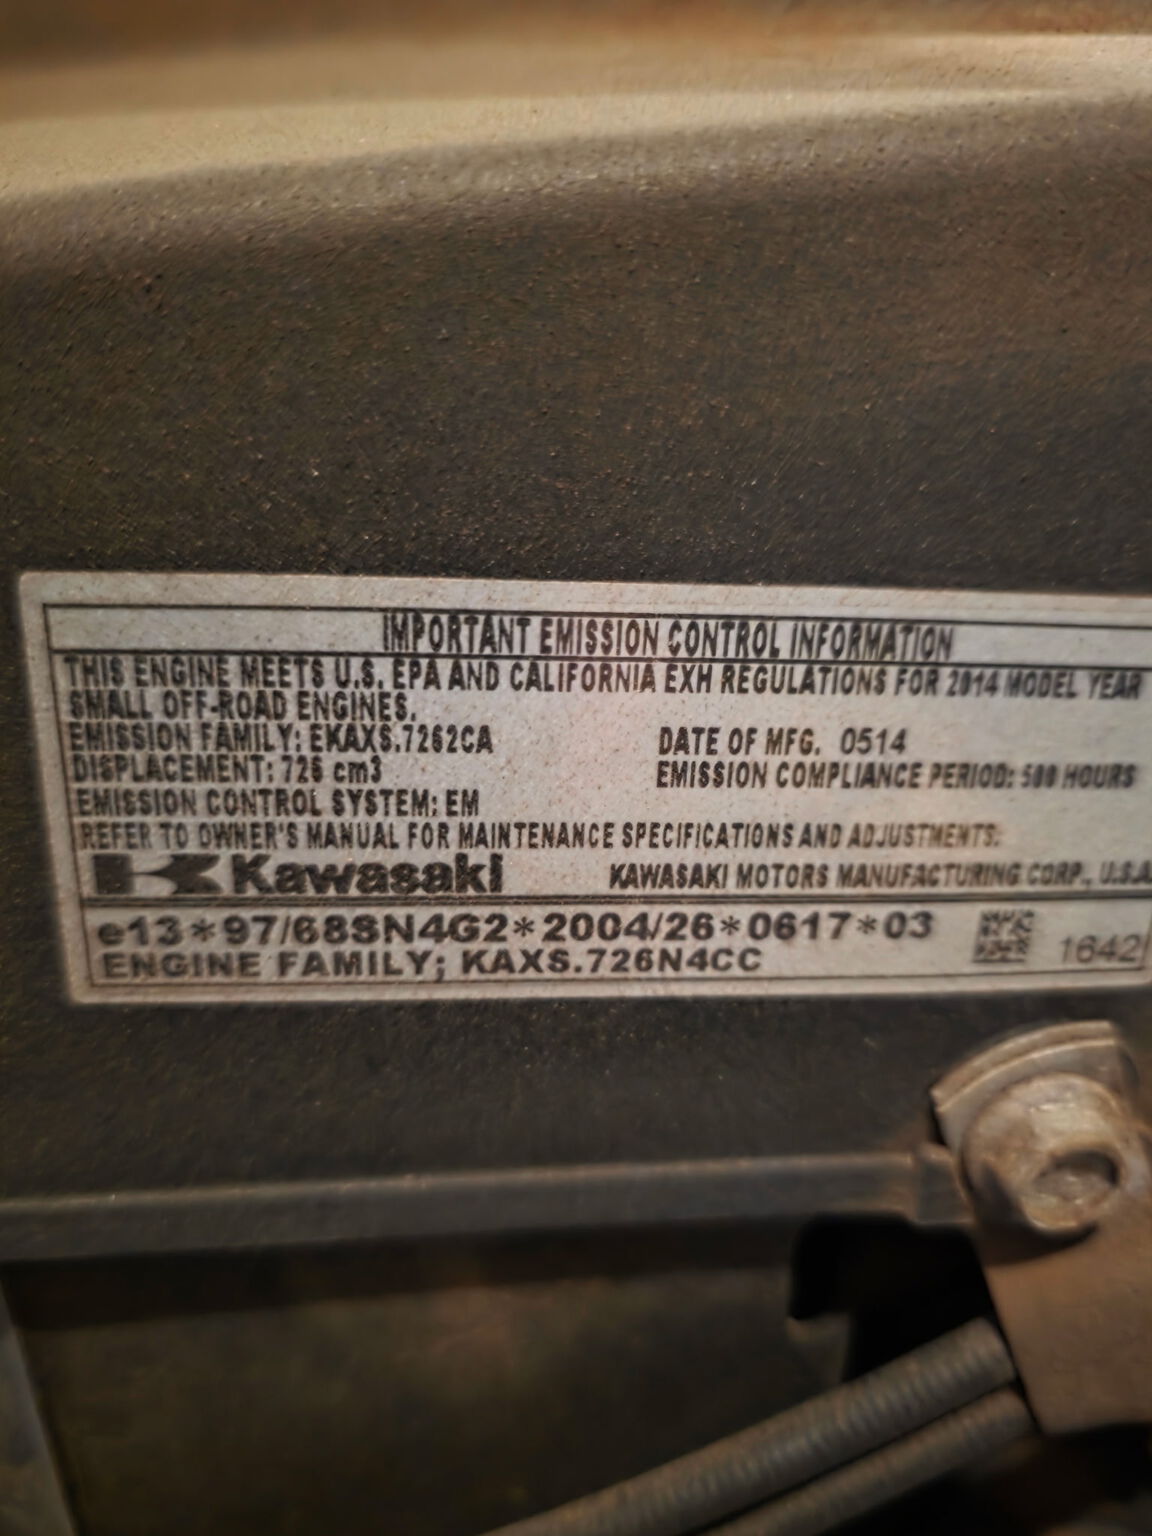 IMPORTANT EMISSION CONTROL INFORMATION
THIS ENGINE MEETS U.S. EPA AND CALIFORNIA EXH REGULATIONS FOR 2014 MODEL YEAR
SMALL OFF-ROAD ENGINES.
EMISSION FAMILY: EKAXS.7262CA DATE OF MFG. 0514
DISPLACEMENT: 726 cm3 EMISSION COMPLIANCE PERIOD: 500 HOURS
EMISSION CONTROL SYSTEM: EM
REFER TO OWNER'S MANUAL FOR MAINTENANCE SPECIFICATIONS AND ADJUSTMENTS.
Kawasaki KAWASAKI MOTORS MANUFACTURING CORP., U.S.A
e13*97/68SN4G2*2004/26*0617*03 1642
ENGINE FAMILY; KAXS.726N4CC